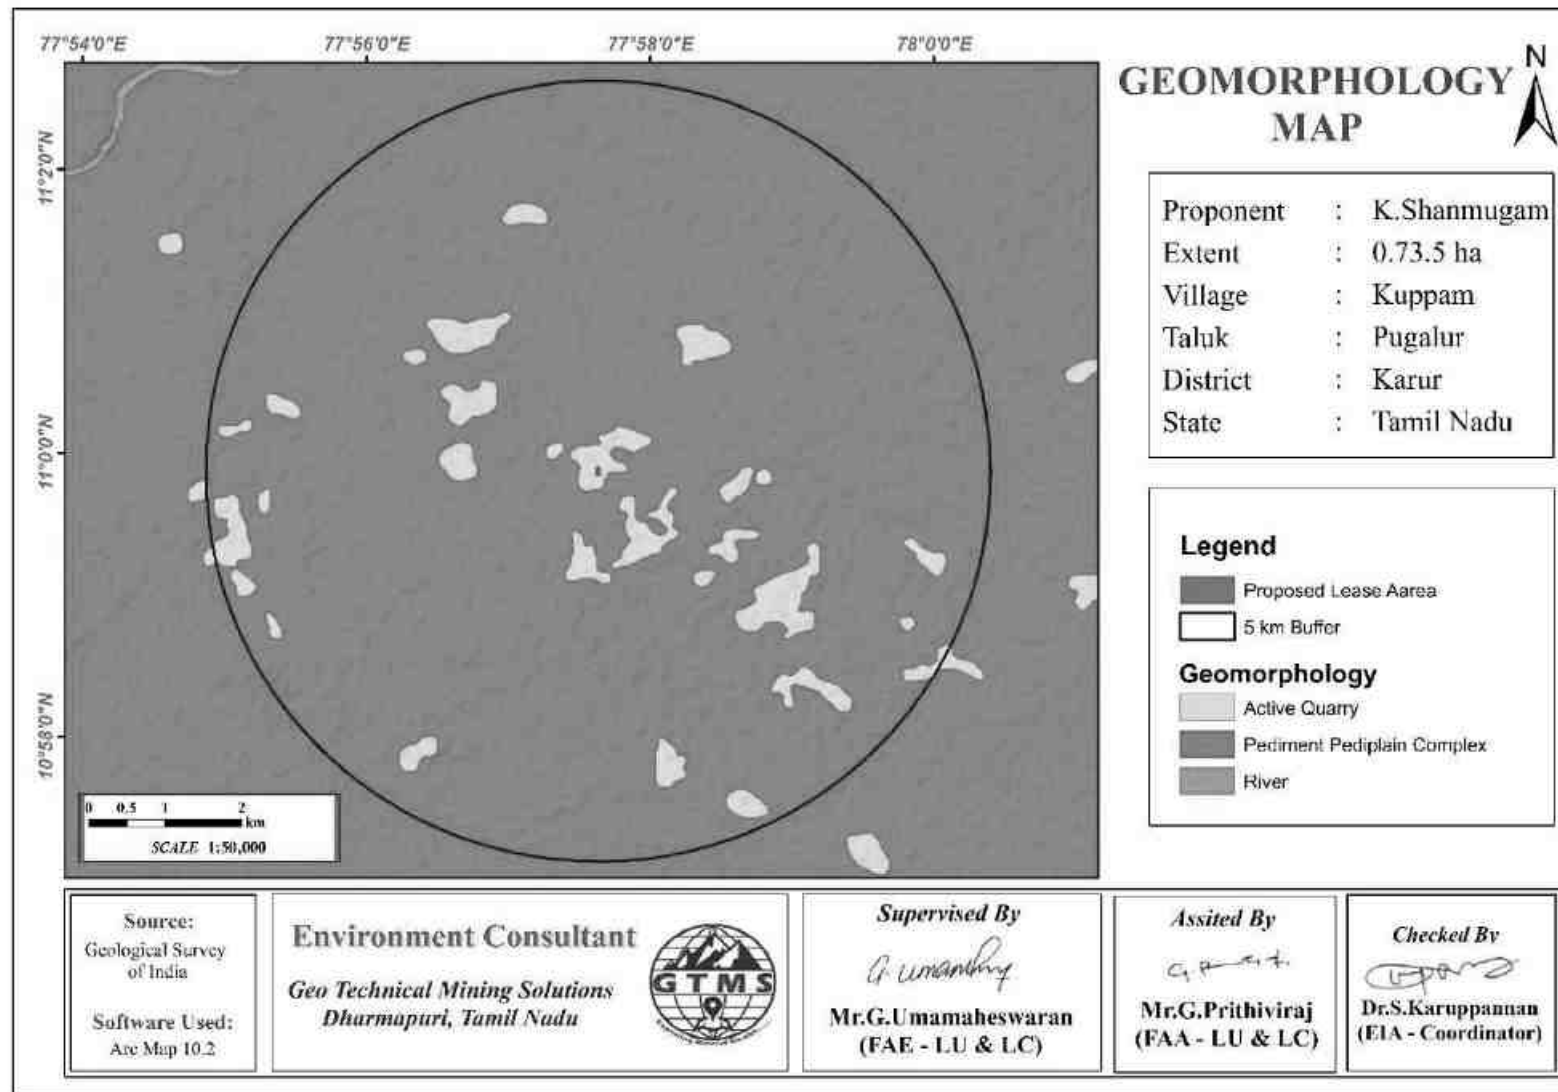 77°54'0"E 77°56'0"E 77°58'0"E 78°0'0"E
11°2'0"N
11°0'0"N
10°58'0"N
0 0.5 1 2
km
SCALE 1:50,000
N
GEOMORPHOLOGY
MAP
Proponent : K.Shanmugam
Extent : 0.73.5 ha
Village : Kuppam
Taluk : Pugalur
District : Karur
State : Tamil Nadu
Legend
Proposed Lease Aarea
5 km Buffer
Geomorphology
Active Quarry
Pediment Pediplain Complex
River
Source:
Geological Survey
of India
Software Used:
Arc Map 10.2
Environment Consultant
Geo Technical Mining Solutions
Dharmapuri, Tamil Nadu
GTMS
Supervised By
G. Umamheswaran
Mr.G.Umamaheswaran
(FAE - LU & LC)
Assited By
Mr.G.Prithiviraj
(FAA - LU & LC)
Checked By
Dr.S.Karuppannan
(EIA - Coordinator)